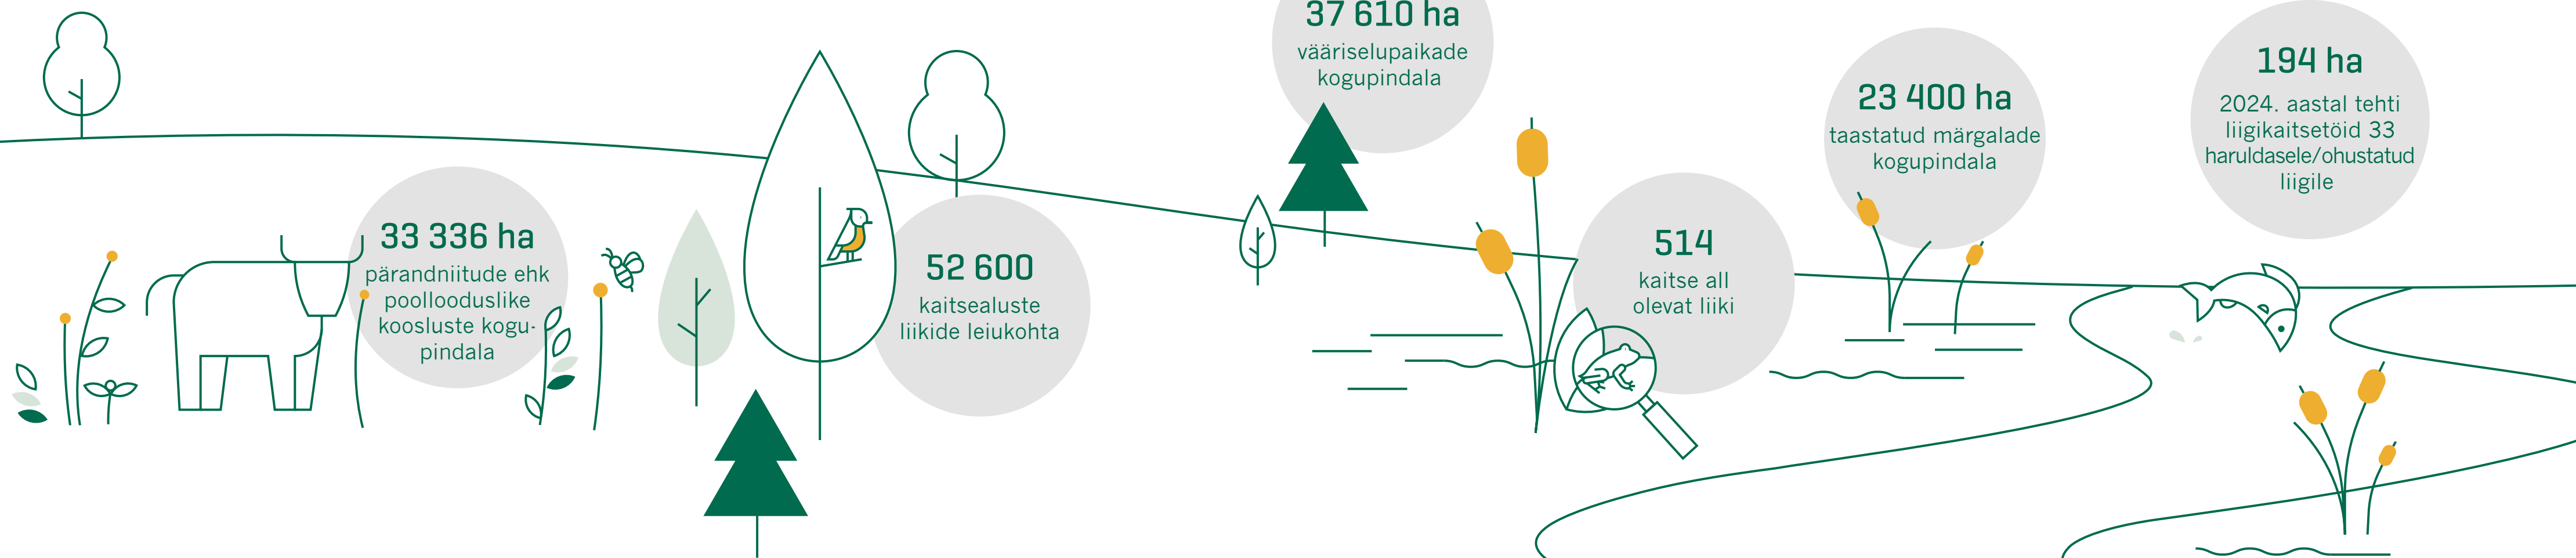 33 336 ha
pärandniitude ehk
poollooduslike
koosluste kogu-
pindala
52 600
kaitsealuste
liikide leiukohta
37 610 ha
vääriselupaikade
kogupindala
514
kaitse all
olevat liiki
23 400 ha
taastatud märgalade
kogupindala
194 ha
2024. aastal tehti
liigikaitsetöid 33
haruldasele/ohustatud
liigile